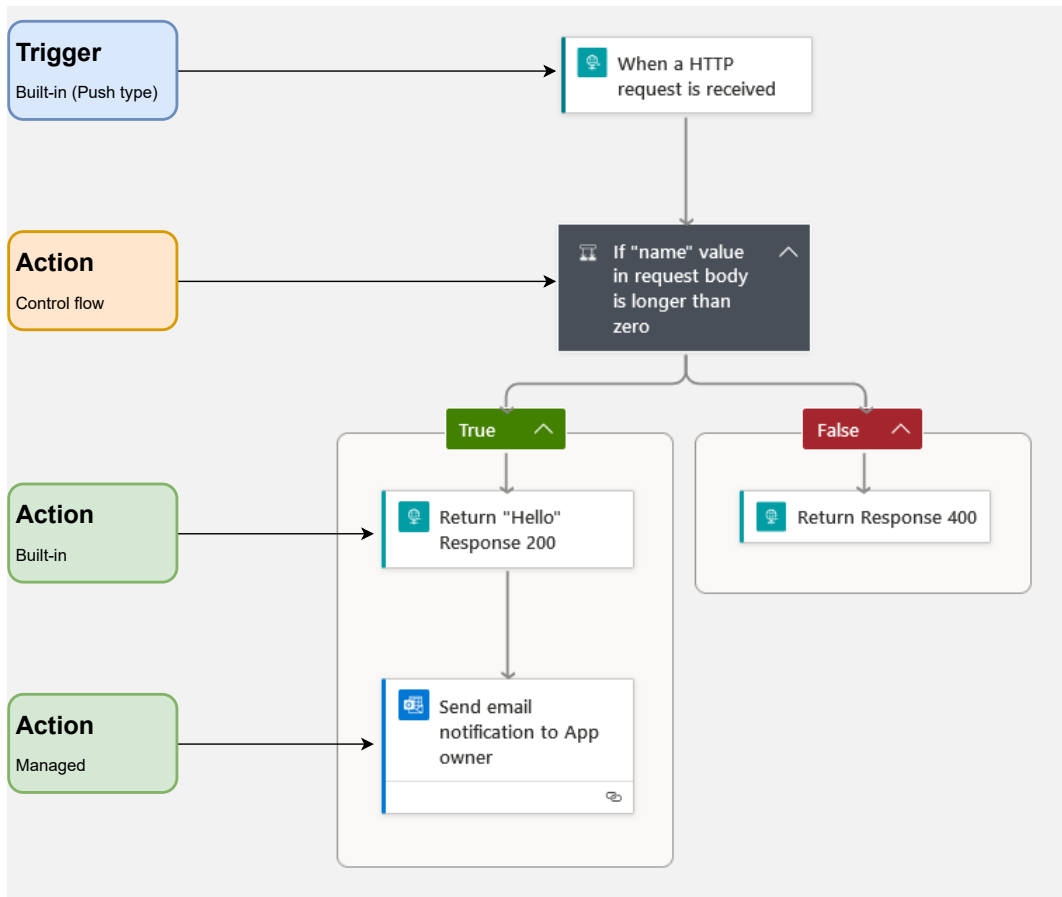 Trigger
Built-in (Push type)
When a HTTP
request is received
Action
Control flow
If "name" value
in request body
is longer than
zero
True
False
Action
Built-in
Return "Hello"
Response 200
Return Response 400
Action
Managed
Send email
notification to App
owner